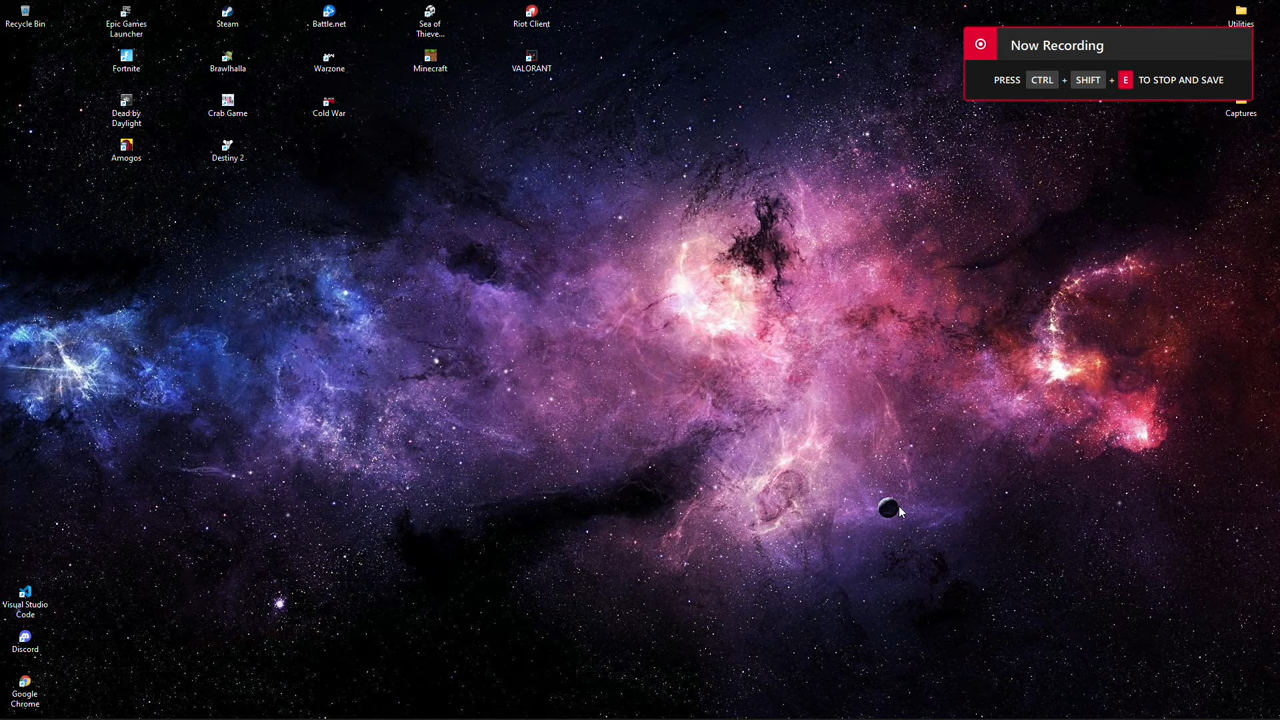 Recycle Bin
Epic Games
Launcher
Steam
Battle.net
Sea of
Thieve...
Riot Client
Utilities
Fortnite
Brawlhalla
Warzone
Minecraft
VALORANT
Now Recording
PRESS CTRL + SHIFT + E TO STOP AND SAVE
Dead by
Daylight
Crab Game
Cold War
Captures
Amogos
Destiny 2
Visual Studio
Code
Discord
Google
Chrome